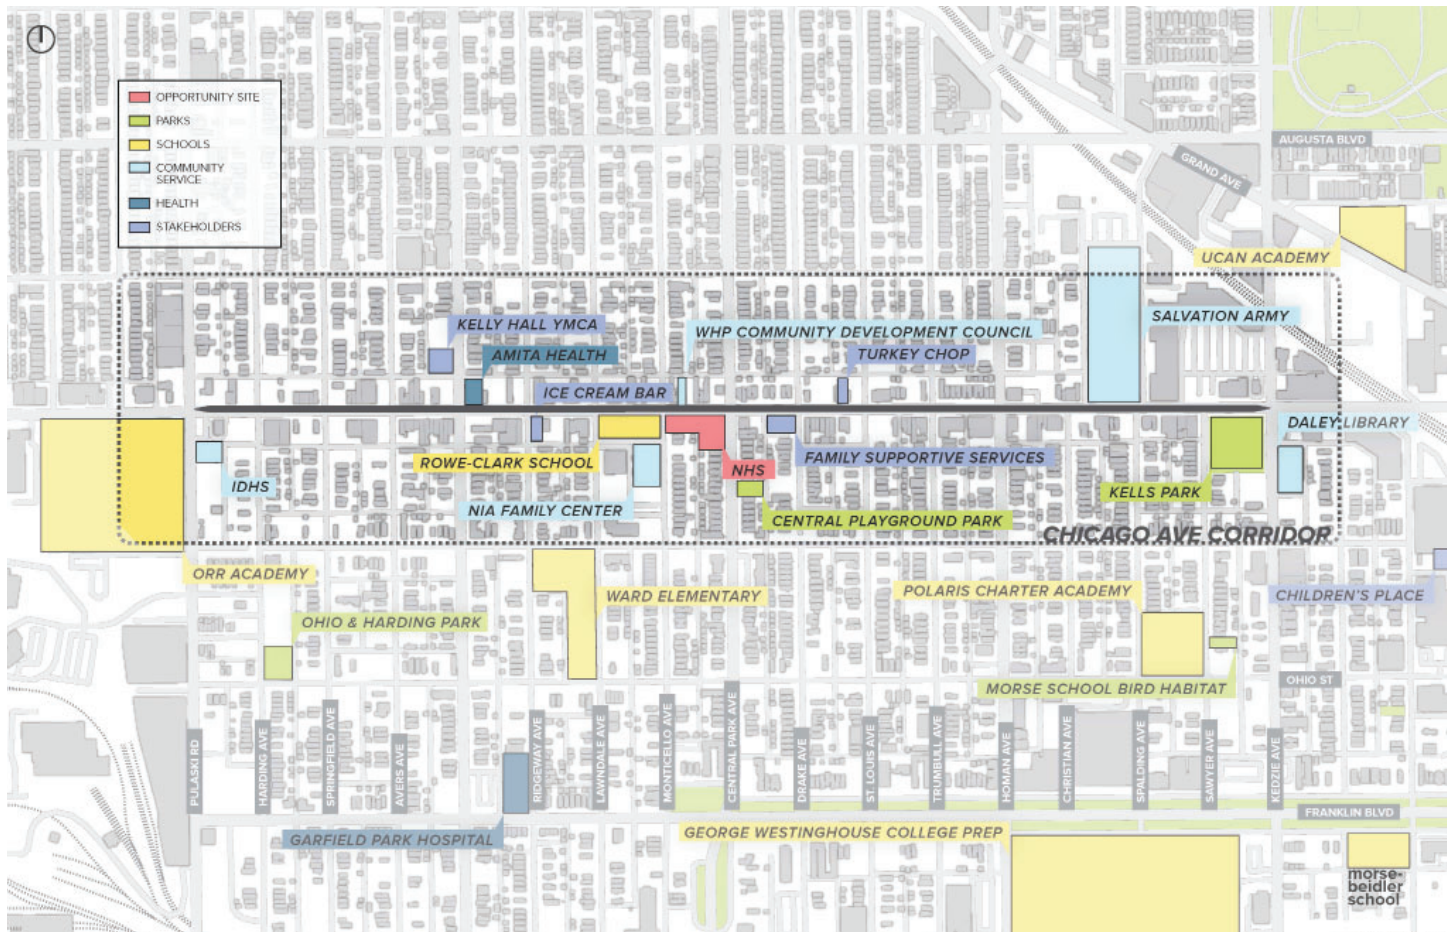 OPPORTUNITY SITE
PARKS
SCHOOLS
COMMUNITY
SERVICE
HEALTH
STAKEHOLDERS
AUGUSTA BLVD
GRAND AVE
UCAN ACADEMY
KELLY HALL YMCA
WHP COMMUNITY DEVELOPMENT COUNCIL
SALVATION ARMY
AMITA HEALTH
TURKEY CHOP
ICE CREAM BAR
DALEY LIBRARY
ROWE-CLARK SCHOOL
NHS
FAMILY SUPPORTIVE SERVICES
IDHS
KELLS PARK
NIA FAMILY CENTER
CENTRAL PLAYGROUND PARK
CHICAGO AVE CORRIDOR
ORR ACADEMY
WARD ELEMENTARY
POLARIS CHARTER ACADEMY
CHILDREN'S PLACE
OHIO & HARDING PARK
MORSE SCHOOL BIRD HABITAT
OHIO ST
PULASKI RD
HARDING AVE
SPRINGFIELD AVE
AVERS AVE
RIDGEWAY AVE
LAWNDALE AVE
MONTICELLO AVE
CENTRAL PARK AVE
DRAKE AVE
ST. LOUIS AVE
TRUMBULL AVE
HOMAN AVE
CHRISTIAN AVE
SPALDING AVE
SAWYER AVE
KEDZIE AVE
FRANKLIN BLVD
GARFIELD PARK HOSPITAL
GEORGE WESTINGHOUSE COLLEGE PREP
morse-
beidler
school